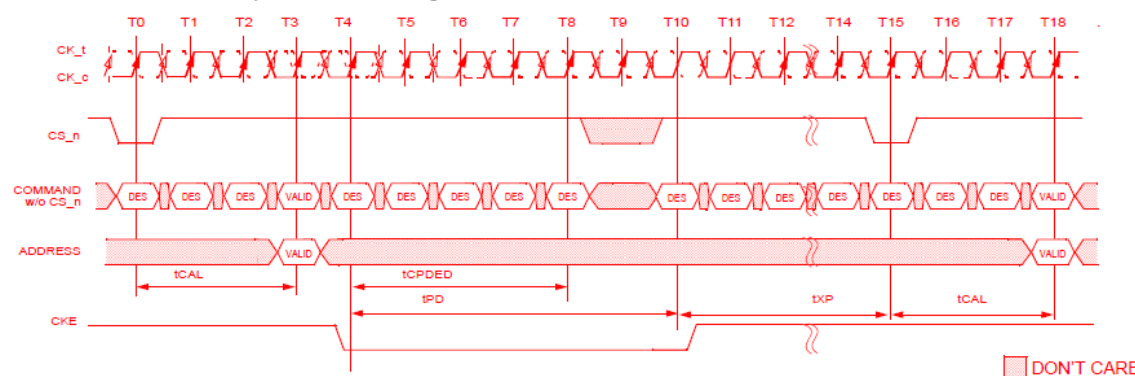 T0 T1 T2 T3 T4 T5 T6 T7 T8 T9 T10 T11 T12 T14 T15 T16 T17 T18
CK_t
CK_c
CS_n
COMMAND
w/o CS_n
DES DES DES VALID DES DES DES DES DES DES DES DES DES DES DES DES VALID
ADDRESS
VALID VALID
tCAL tCPDED
tPD tXP tCAL
CKE
DON'T CARE